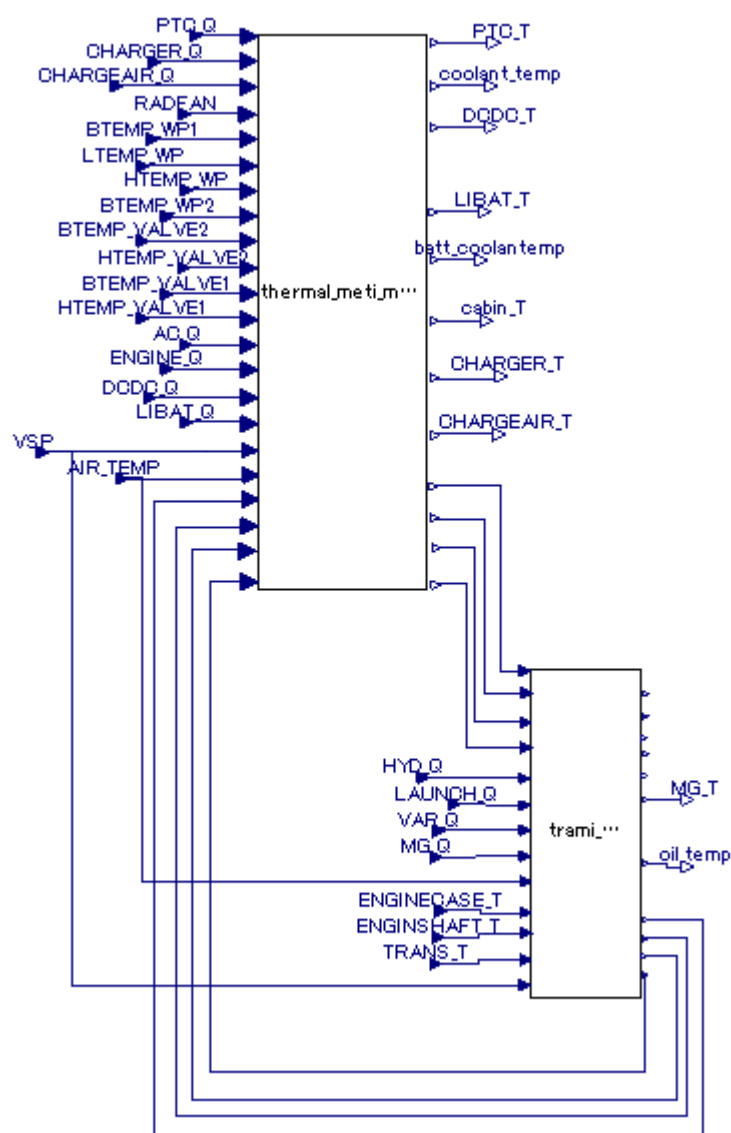 PTC_Q
CHARGER_Q
CHARGEAIR_Q
RADFAN
BTEMP_WP1
LTEMP_WP
HTEMP_WP
BTEMP_WP2
BTEMP_VALVE2
HTEMP_VALVE2
BTEMP_VALVE1
HTEMP_VALVE1
AC_Q
ENGINE_Q
DCDC_Q
LIBAT_Q
VSP
AIR_TEMP
thermal_meti_m…
PTC_T
coolant_temp
DCDC_T
LIBAT_T
batt_coolantemp
cabin_T
CHARGER_T
CHARGEAIR_T
HYD_Q
LAUNCH_Q
VAR_Q
MG_Q
ENGINECASE_T
ENGINSHAFT_T
TRANS_T
trami_…
MG_T
oil_temp